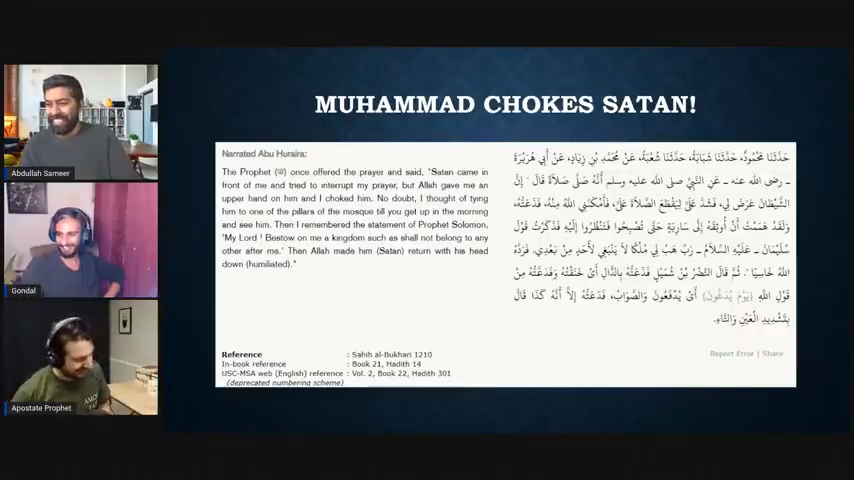 MUHAMMAD CHOKES SATAN!
Narrated Abu Huraira:
The Prophet (ﷺ) once offered the prayer and said, "Satan came in
front of me and tried to interrupt my prayer, but Allah gave me an
upper hand on him and I choked him. No doubt, I thought of tying
him to one of the pillars of the mosque till you get up in the morning
and see him. Then I remembered the statement of Prophet Solomon,
'My Lord ! Bestow on me a kingdom such as shall not belong to any
other after me.' Then Allah made him (Satan) return with his head
down (humiliated)."
حَدَّثَنَا مَحْمُودٌ، حَدَّثَنَا شَبَابَةُ، حَدَّثَنَا شُعْبَةُ، عَنْ مُحَمَّدِ بْنِ زِيَادٍ، عَنْ أَبِي هُرَيْرَةَ
ـ رضى الله عنه ـ عَنِ النَّبِيِّ صلى الله عليه وسلم أَنَّهُ صَلَّى صَلاَةً قَالَ ‏"‏ إِنَّ
الشَّيْطَانَ عَرَضَ لِي، فَشَدَّ عَلَىَّ لِيَقْطَعَ الصَّلاَةَ عَلَىَّ، فَأَمْكَنَنِي اللَّهُ مِنْهُ، فَذَعَتُّهُ،
وَلَقَدْ هَمَمْتُ أَنْ أُوثِقَهُ إِلَى سَارِيَةٍ حَتَّى تُصْبِحُوا فَتَنْظُرُوا إِلَيْهِ فَذَكَرْتُ قَوْلَ
سُلَيْمَانَ ـ عَلَيْهِ السَّلاَمُ ـ رَبِّ هَبْ لِي مُلْكًا لاَ يَنْبَغِي لأَحَدٍ مِنْ بَعْدِي‏.‏ فَرَدَّهُ
اللَّهُ خَاسِيًا ‏"‏‏.‏ ثُمَّ قَالَ النَّضْرُ بْنُ شُمَيْلٍ فَذَعَتُّهُ بِالذَّالِ أَىْ خَنَقْتُهُ وَفَدَعَّتُّهُ مِنْ
قَوْلِ اللَّهِ ‏{‏يَوْمَ يُدَعُّونَ‏}‏ أَىْ يُدْفَعُونَ وَالصَّوَابُ، فَدَعَتُّهُ إِلاَّ أَنَّهُ كَذَا قَالَ
بِتَشْدِيدِ الْعَيْنِ وَالتَّاءِ‏.‏
Reference : Sahih al-Bukhari 1210
In-book reference : Book 21, Hadith 14
USC-MSA web (English) reference : Vol. 2, Book 22, Hadith 301
(deprecated numbering scheme)
Report Error | Share
Abdullah Sameer
Gondal
Apostate Prophet